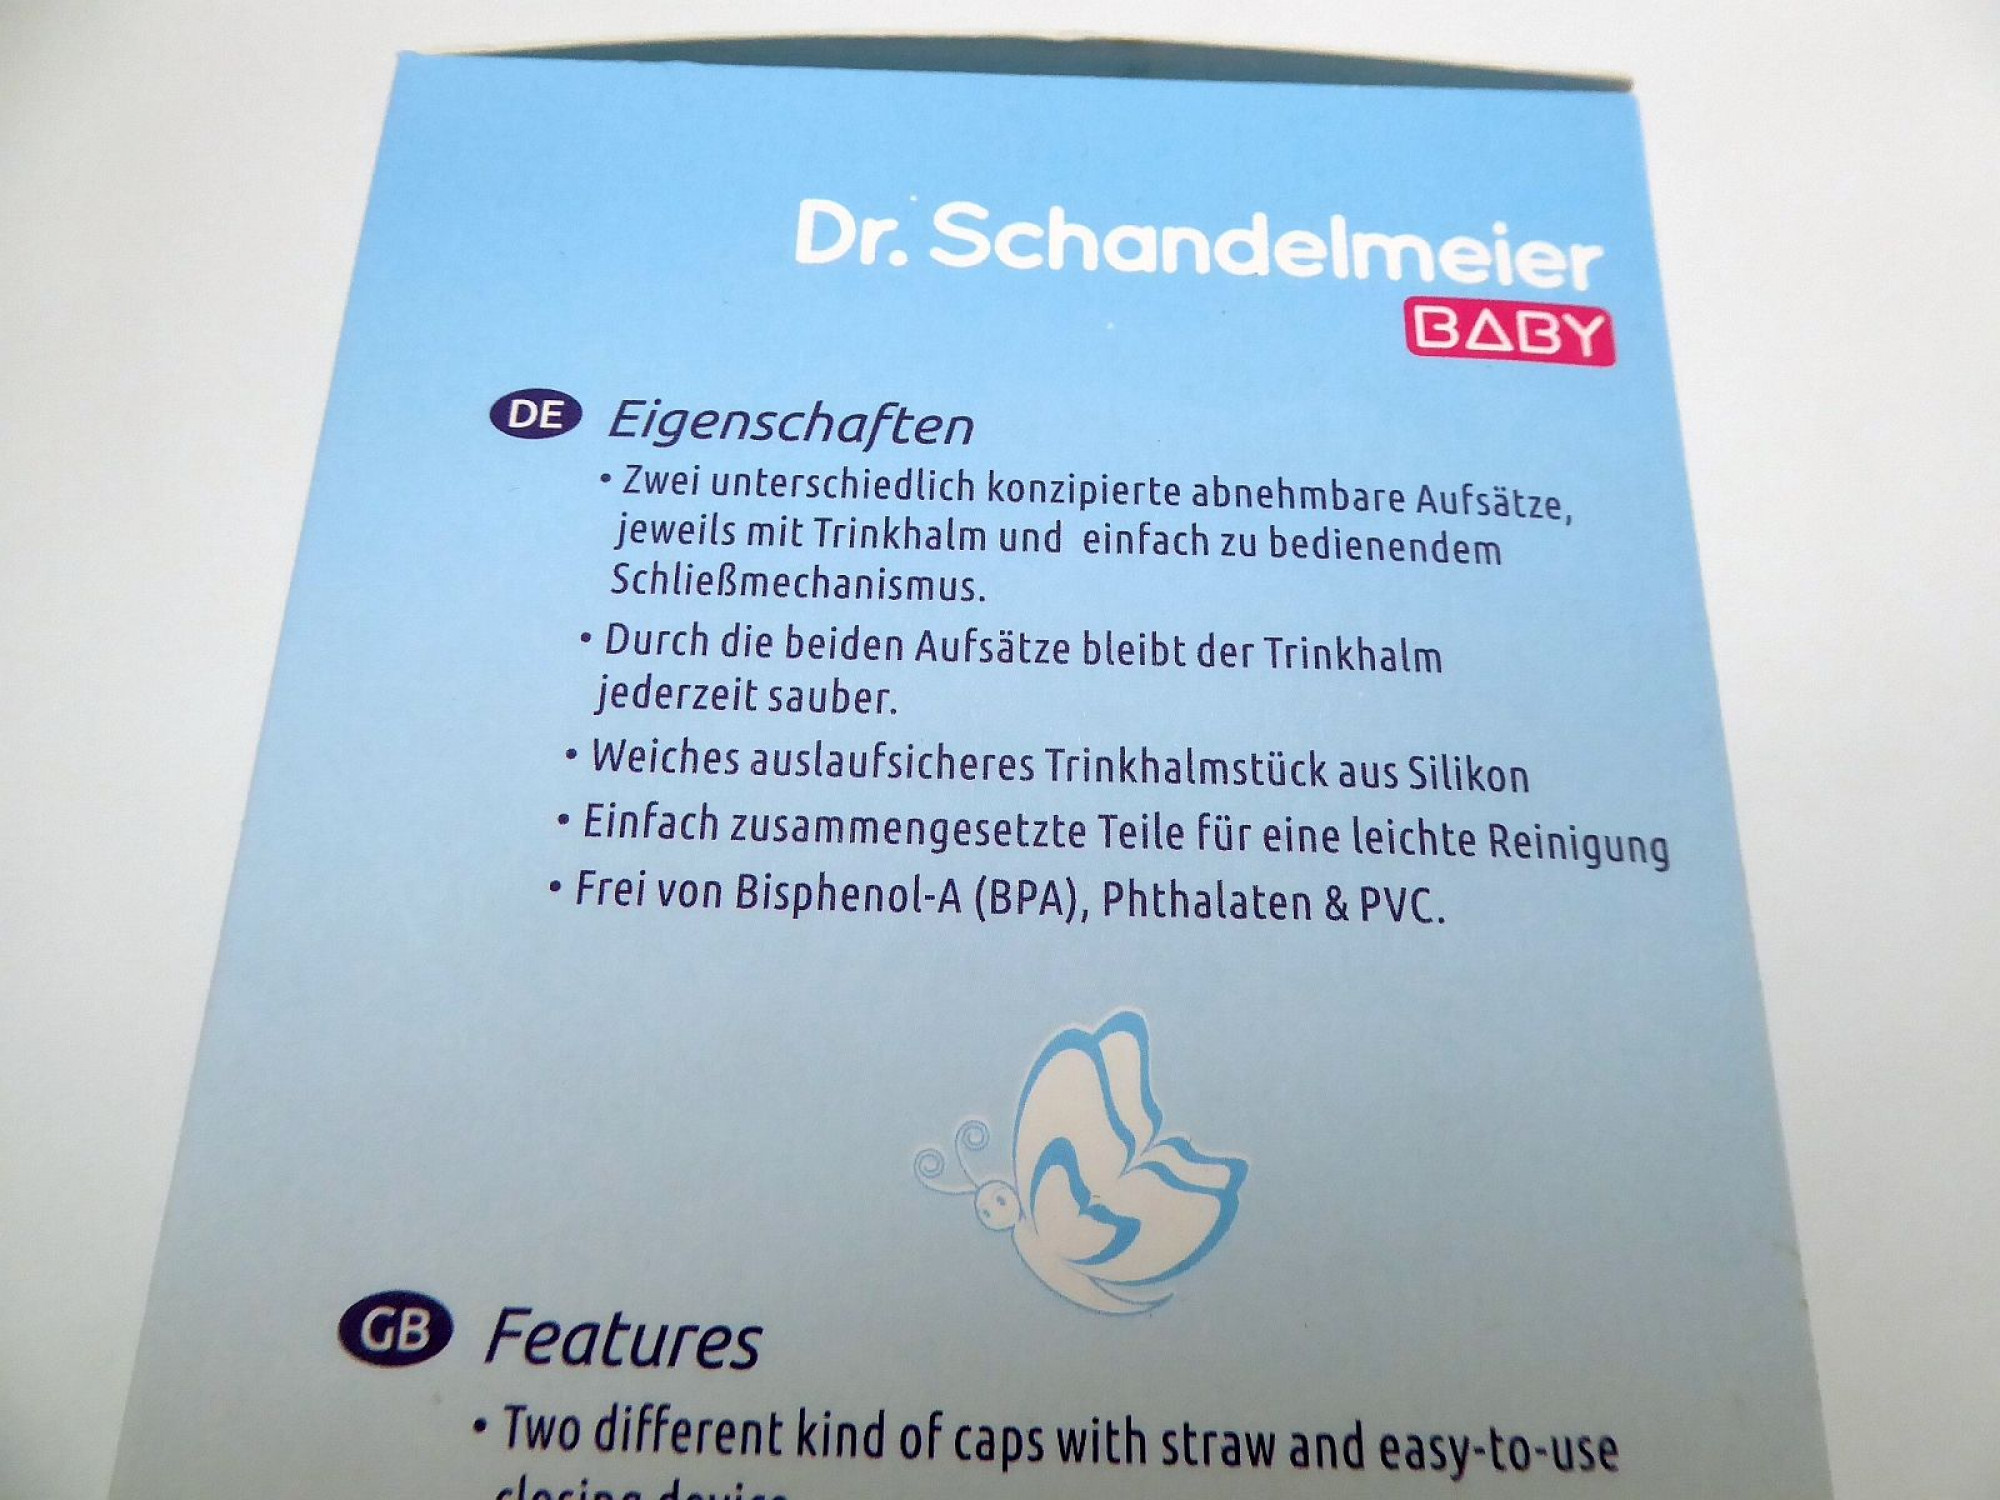 Dr. Schandelmeier
BABY
DE Eigenschaften
• Zwei unterschiedlich konzipierte abnehmbare Aufsätze,
jeweils mit Trinkhalm und einfach zu bedienendem
Schließmechanismus.
• Durch die beiden Aufsätze bleibt der Trinkhalm
jederzeit sauber.
• Weiches auslaufsicheres Trinkhalmstück aus Silikon
• Einfach zusammengesetzte Teile für eine leichte Reinigung
• Frei von Bisphenol-A (BPA), Phthalaten & PVC.
GB Features
• Two different kind of caps with straw and easy-to-use
closing device